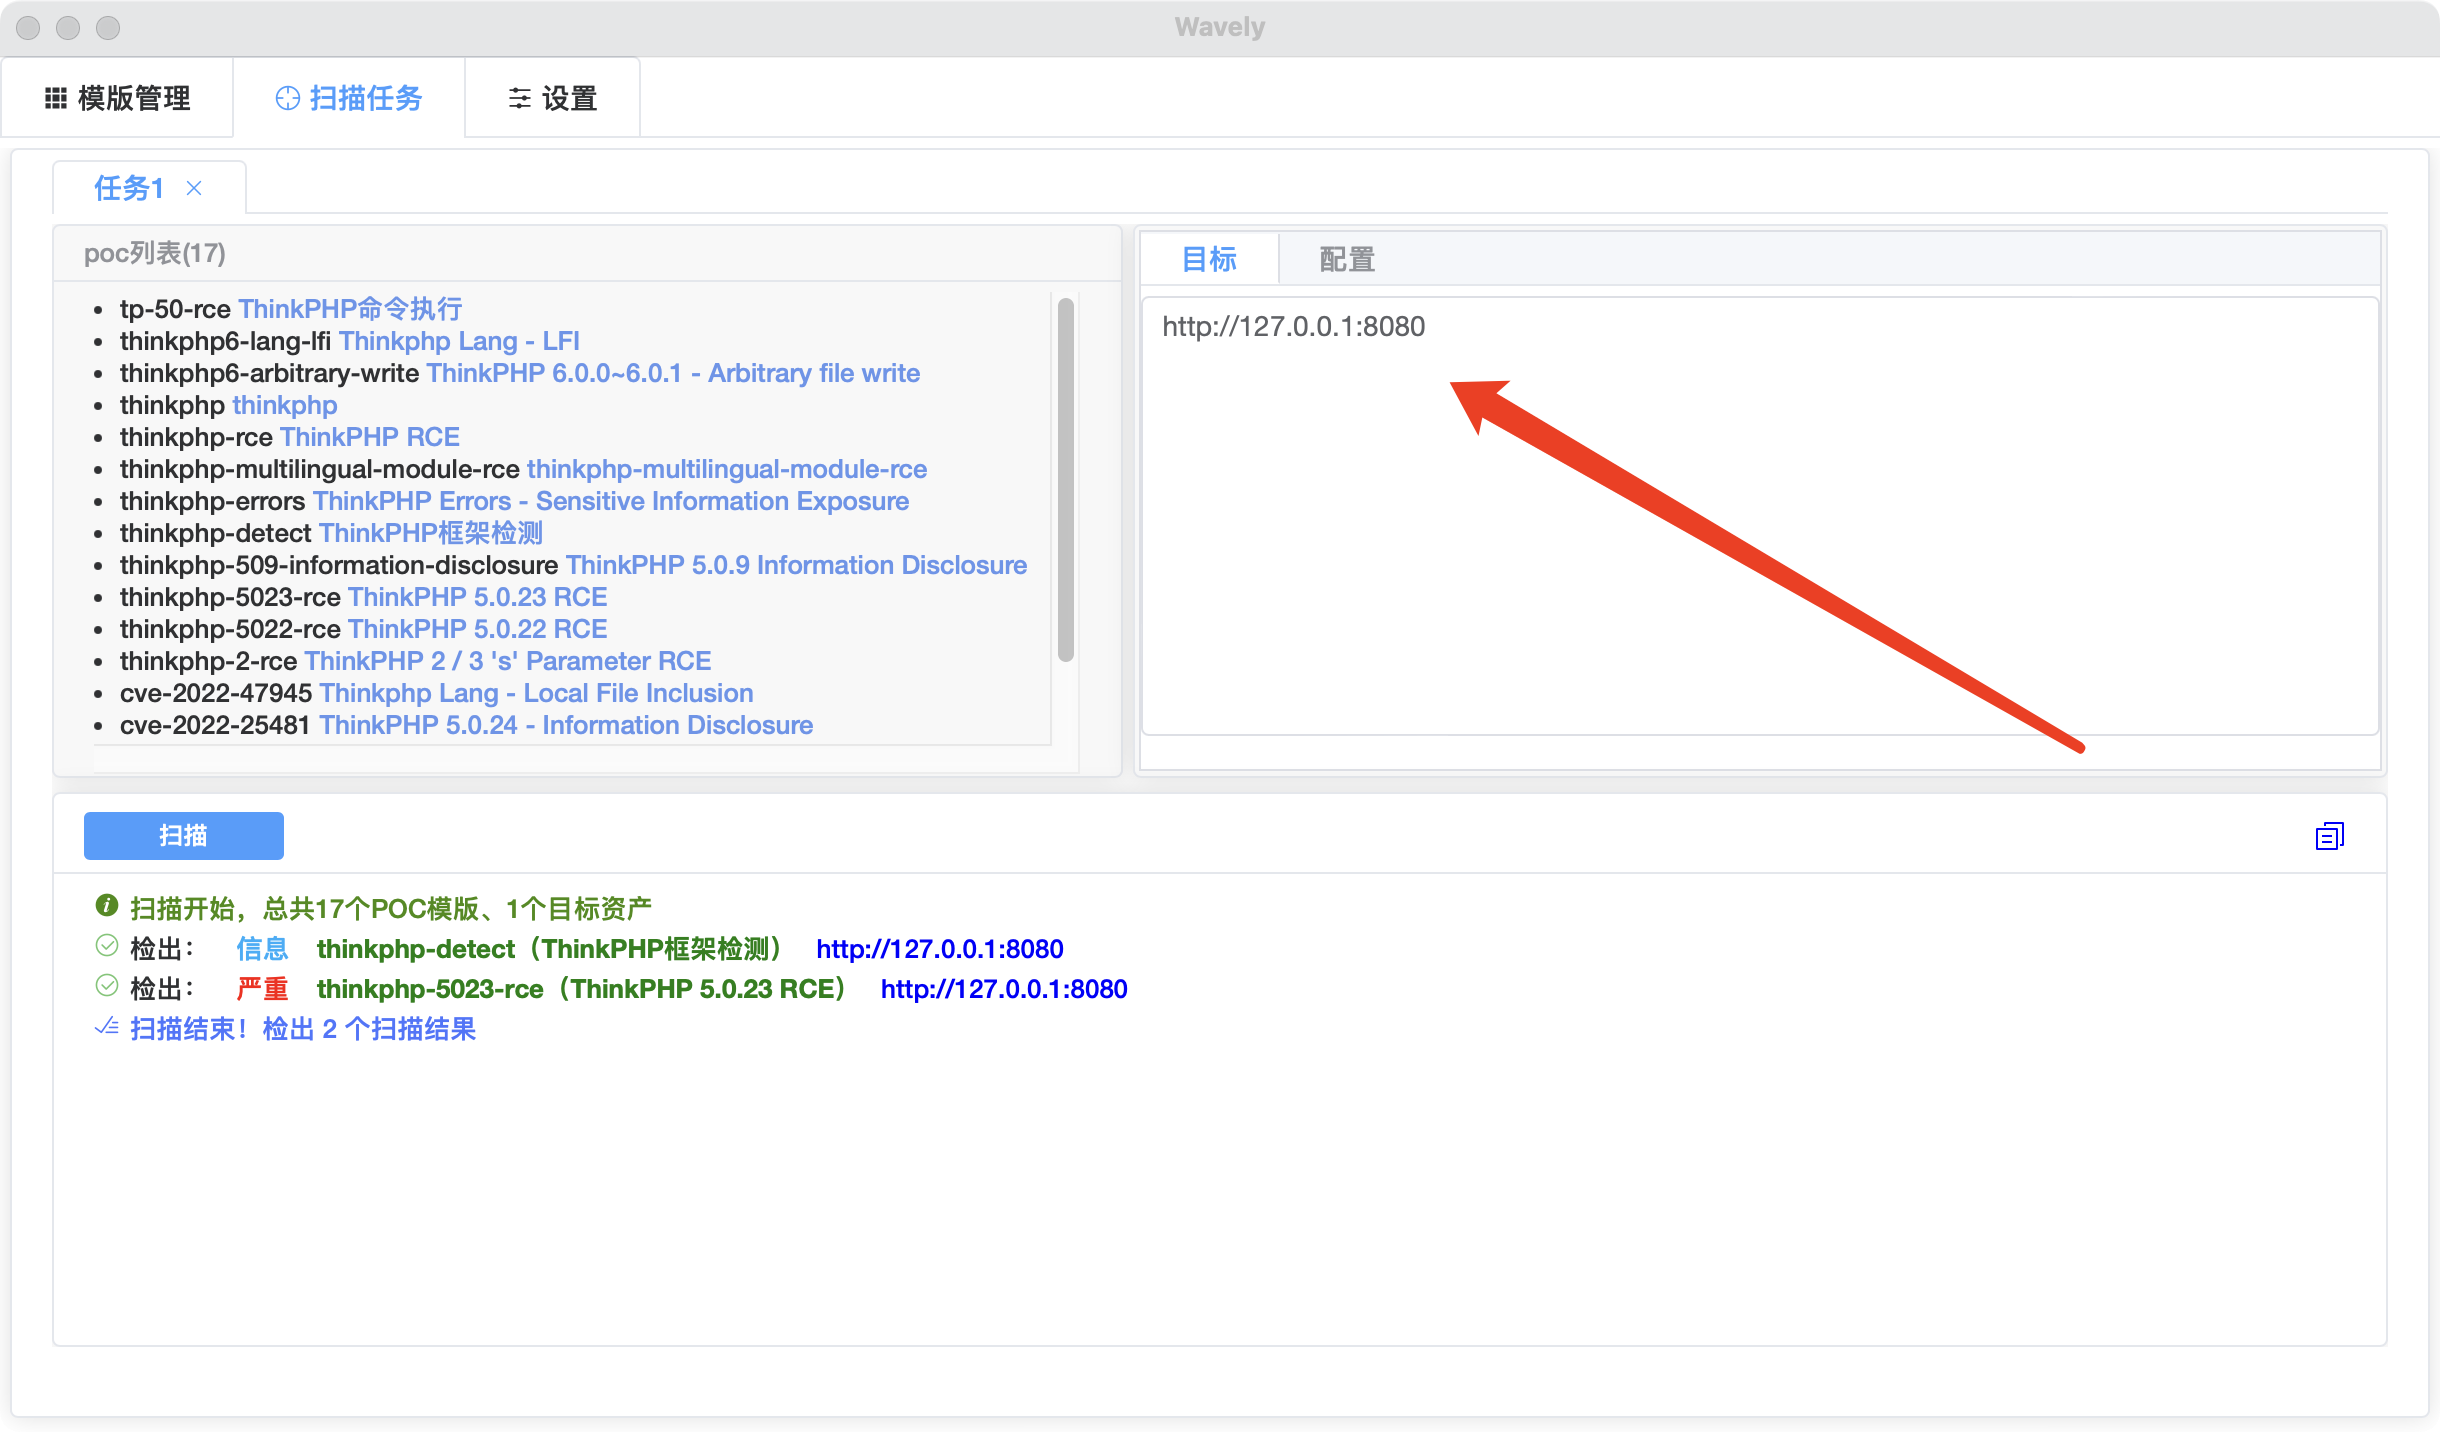 Wavely
模版管理 扫描任务 设置
任务1
poc列表(17)
tp-50-rce ThinkPHP命令执行
thinkphp6-lang-lfi Thinkphp Lang - LFI
thinkphp6-arbitrary-write ThinkPHP 6.0.0~6.0.1 - Arbitrary file write
thinkphp thinkphp
thinkphp-rce ThinkPHP RCE
thinkphp-multilingual-module-rce thinkphp-multilingual-module-rce
thinkphp-errors ThinkPHP Errors - Sensitive Information Exposure
thinkphp-detect ThinkPHP框架检测
thinkphp-509-information-disclosure ThinkPHP 5.0.9 Information Disclosure
thinkphp-5023-rce ThinkPHP 5.0.23 RCE
thinkphp-5022-rce ThinkPHP 5.0.22 RCE
thinkphp-2-rce ThinkPHP 2 / 3 's' Parameter RCE
cve-2022-47945 Thinkphp Lang - Local File Inclusion
cve-2022-25481 ThinkPHP 5.0.24 - Information Disclosure
目标 配置
http://127.0.0.1:8080
扫描
扫描开始，总共17个POC模版、1个目标资产
检出： 信息 thinkphp-detect（ThinkPHP框架检测） http://127.0.0.1:8080
检出： 严重 thinkphp-5023-rce（ThinkPHP 5.0.23 RCE） http://127.0.0.1:8080
扫描结束！检出 2 个扫描结果